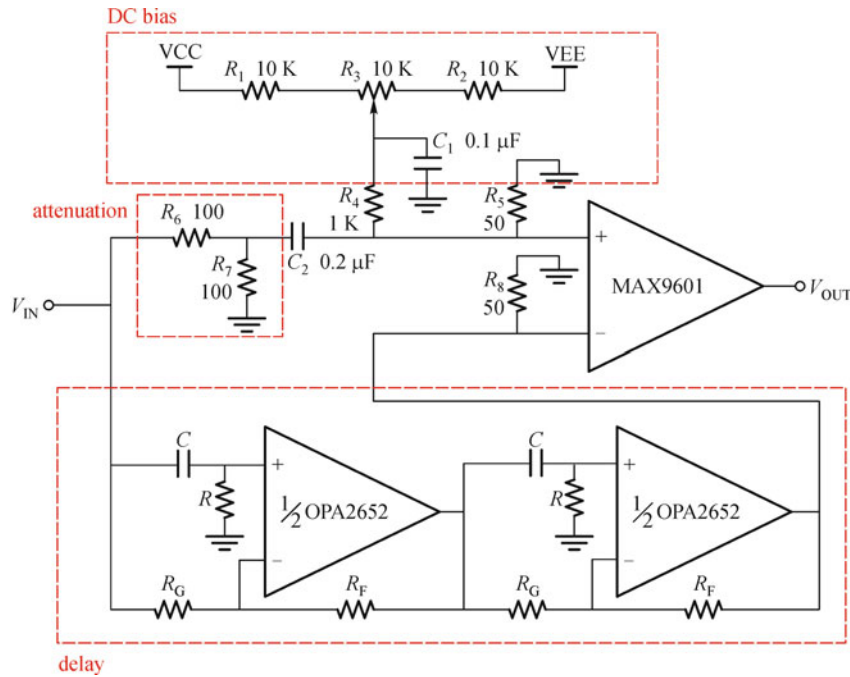 DC bias
VCC
R1 10 K
R3 10 K
R2 10 K
VEE
C1 0.1 μF
attenuation
R6 100
R4
1 K
R5
50
R7
100
C2 0.2 μF
R8
50
+
−
MAX9601
VIN
VOUT
C
+
R
1/2 OPA2652
−
RG
RF
C
+
R
1/2 OPA2652
−
RG
RF
delay